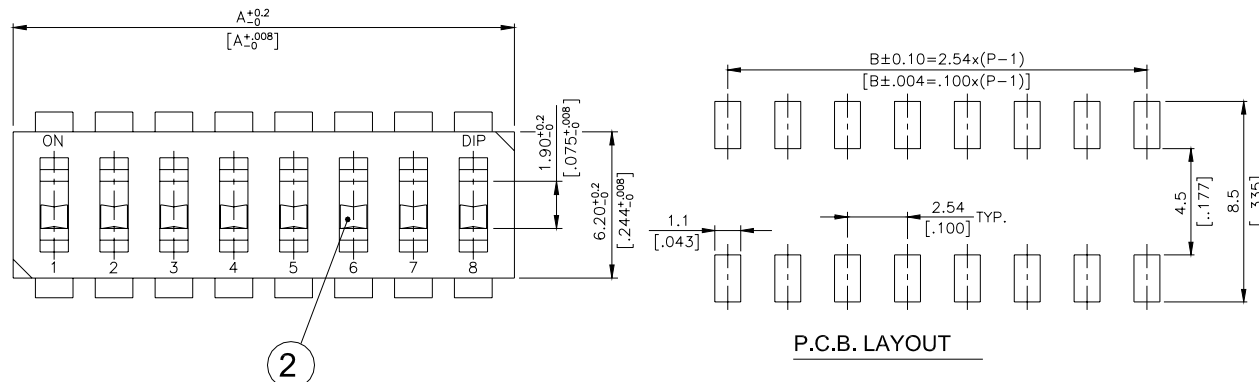 A+0.2-0
[A+.008-0]
ON
DIP
1 2 3 4 5 6 7 8
1.90+0.2-0
[.075+.008-0]
6.20+0.2-0
[.244+.008-0]
2
B±0.10=2.54x(P-1)
[B±.004=.100x(P-1)]
1.1
[.043]
2.54
[.100]
TYP.
4.5
[.177]
8.5
[.335]
P.C.B. LAYOUT